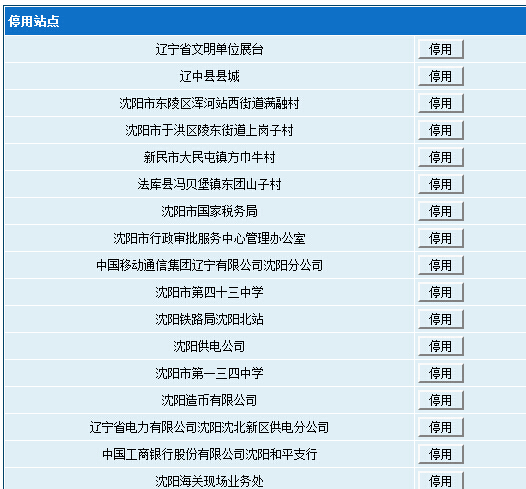 停用站点
辽宁省文明单位展台 停用
辽中县县城 停用
沈阳市东陵区浑河站西街道满融村 停用
沈阳市于洪区陵东街道上岗子村 停用
新民市大民屯镇方巾牛村 停用
法库县冯贝堡镇东团山子村 停用
沈阳市国家税务局 停用
沈阳市行政审批服务中心管理办公室 停用
中国移动通信集团辽宁有限公司沈阳分公司 停用
沈阳市第四十三中学 停用
沈阳铁路局沈阳北站 停用
沈阳供电公司 停用
沈阳市第一三四中学 停用
沈阳造币有限公司 停用
辽宁省电力有限公司沈阳沈北新区供电分公司 停用
中国工商银行股份有限公司沈阳和平支行 停用
沈阳海关现场业务处 停用